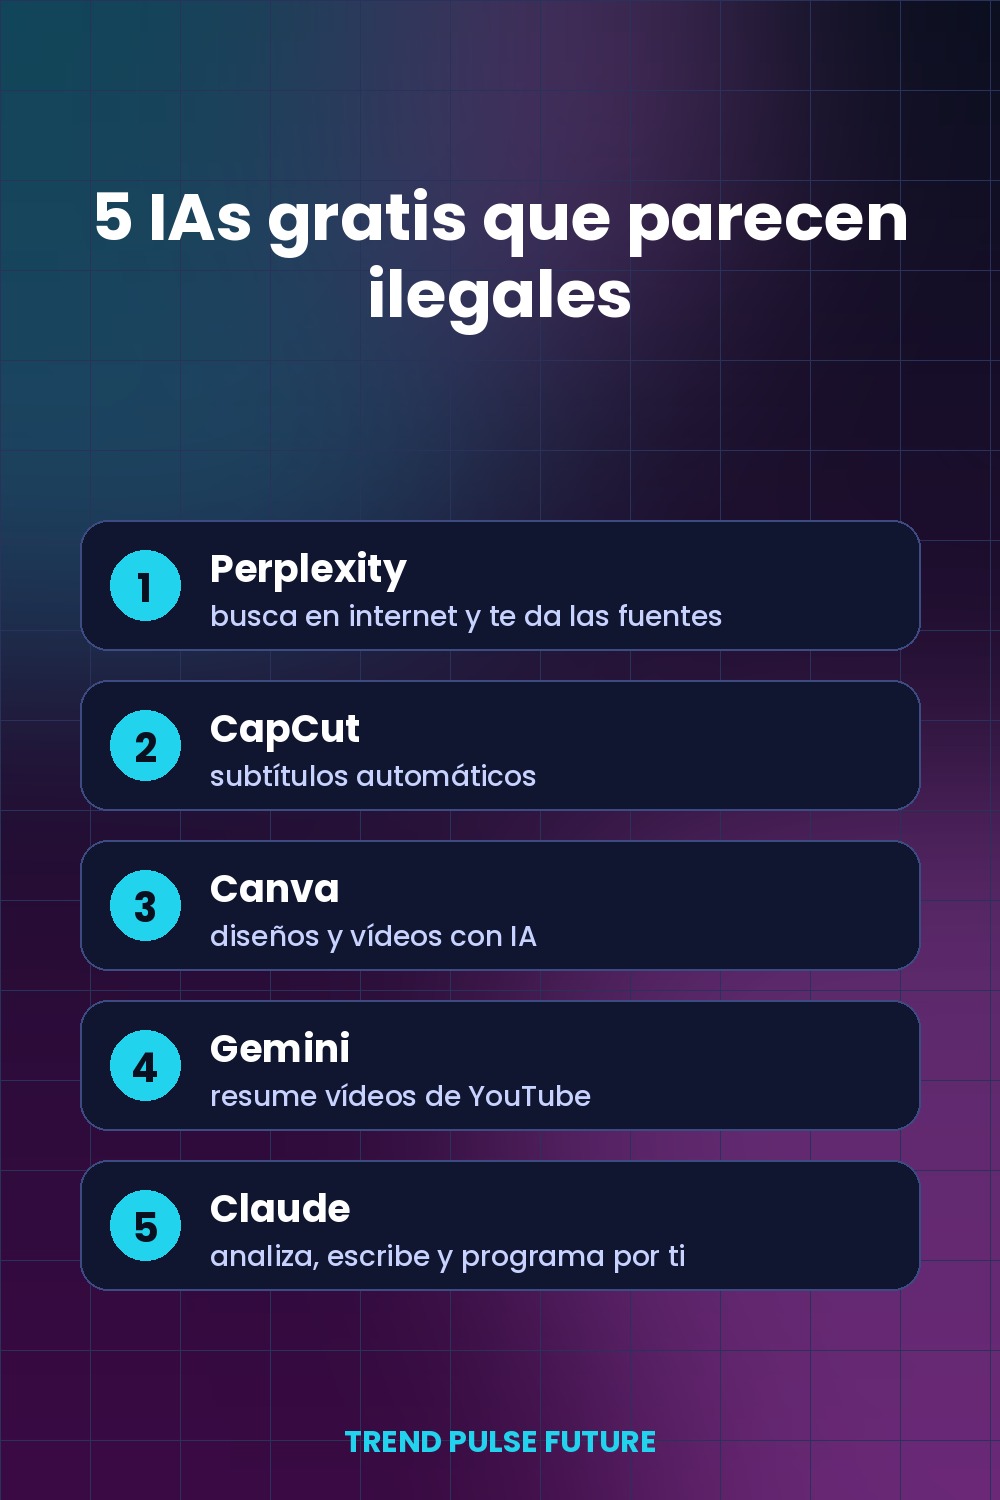 5 IAs gratis que parecen
ilegales
1
Perplexity
busca en internet y te da las fuentes
2
CapCut
subtítulos automáticos
3
Canva
diseños y vídeos con IA
4
Gemini
resume vídeos de YouTube
5
Claude
analiza, escribe y programa por ti
TREND PULSE FUTURE